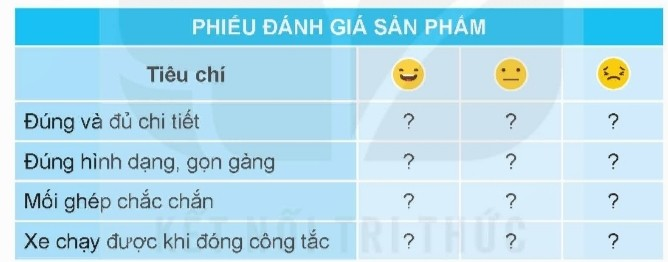 PHIẾU ĐÁNH GIÁ SẢN PHẨM
Tiêu chí
Đúng và đủ chi tiết ? ? ?
Đúng hình dạng, gọn gàng ? ? ?
Mối ghép chắc chắn ? ? ?
Xe chạy được khi đóng công tắc ? ? ?
KẾT NỐI TRI THỨC